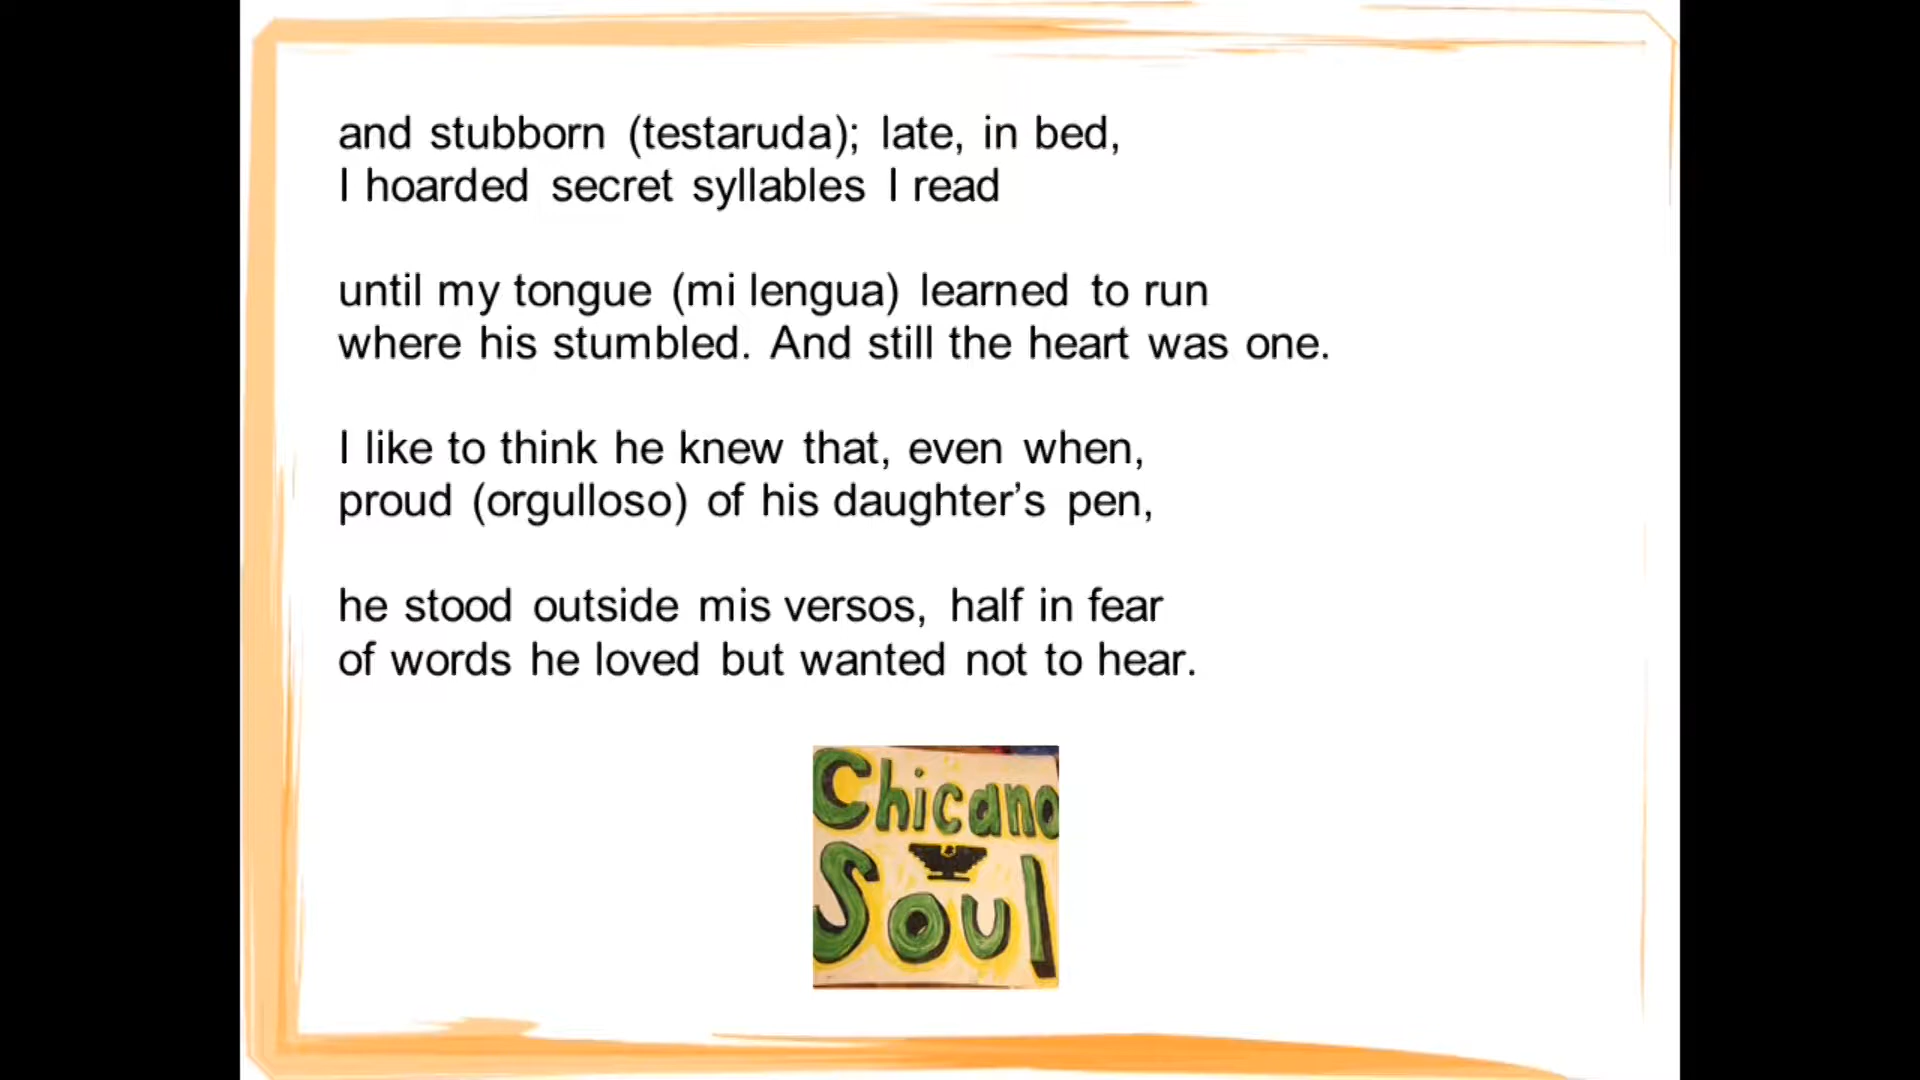 and stubborn (testaruda); late, in bed,
I hoarded secret syllables I read
until my tongue (mi lengua) learned to run
where his stumbled. And still the heart was one.
I like to think he knew that, even when,
proud (orgulloso) of his daughter’s pen,
he stood outside mis versos, half in fear
of words he loved but wanted not to hear.
Chicano
Soul